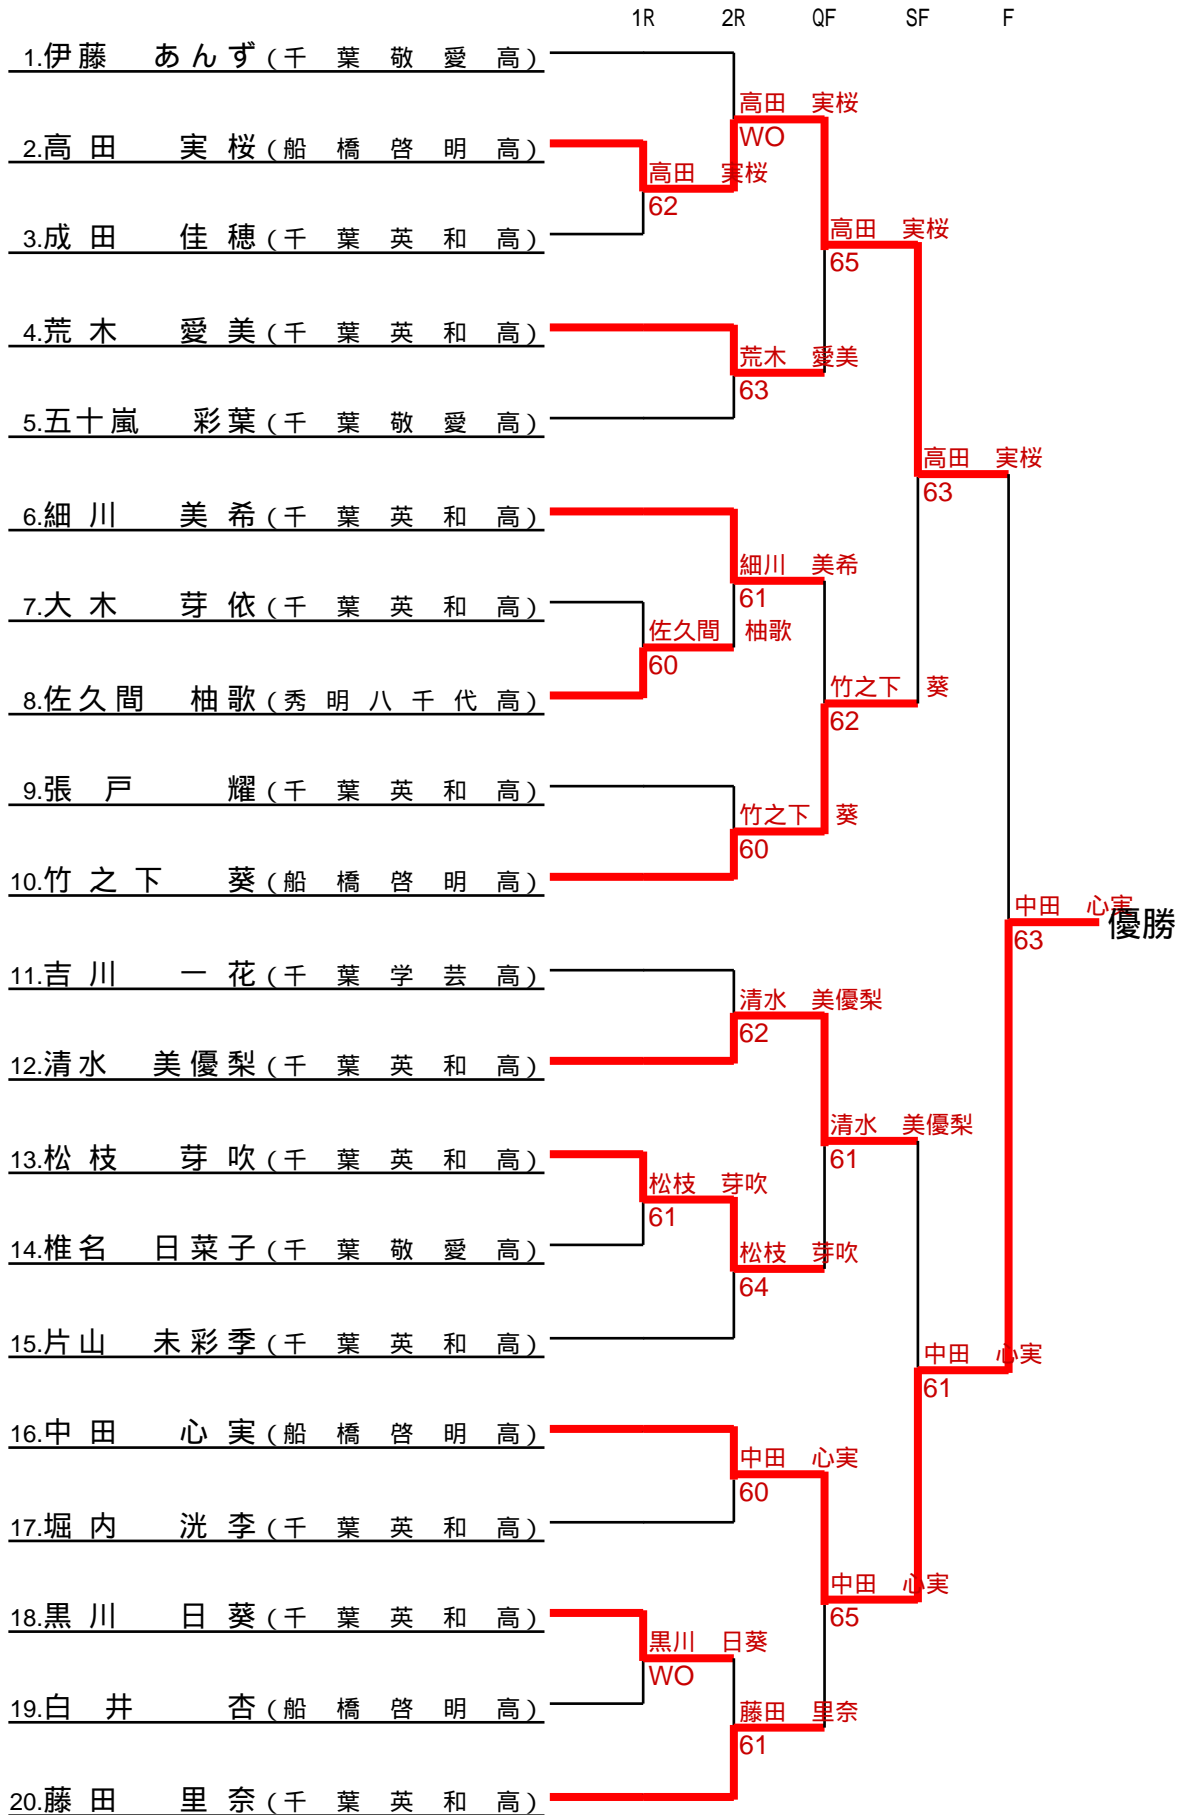 1R 2R QF SF F
1.伊藤 あんず(千葉敬愛高)
高田 実桜
WO
2.高田 実桜(船橋啓明高)
高田 実桜
62
3.成田 佳穂(千葉英和高)
高田 実桜
65
4.荒木 愛美(千葉英和高)
荒木 愛美
63
5.五十嵐 彩葉(千葉敬愛高)
高田 実桜
63
6.細川 美希(千葉英和高)
細川 美希
61
7.大木 芽依(千葉英和高)
佐久間 柚歌
60
8.佐久間 柚歌(秀明八千代高)
竹之下 葵
62
9.張戸 耀(千葉英和高)
竹之下 葵
60
10.竹之下 葵(船橋啓明高)
中田 心実
63
優勝
11.吉川 一花(千葉学芸高)
清水 美優梨
62
12.清水 美優梨(千葉英和高)
清水 美優梨
61
13.松枝 芽吹(千葉英和高)
松枝 芽吹
61
14.椎名 日菜子(千葉敬愛高)
松枝 芽吹
64
15.片山 未彩季(千葉英和高)
中田 心実
61
16.中田 心実(船橋啓明高)
中田 心実
60
17.堀内 洸李(千葉英和高)
中田 心実
65
18.黒川 日葵(千葉英和高)
黒川 日葵
WO
19.白井 杏(船橋啓明高)
藤田 里奈
61
20.藤田 里奈(千葉英和高)